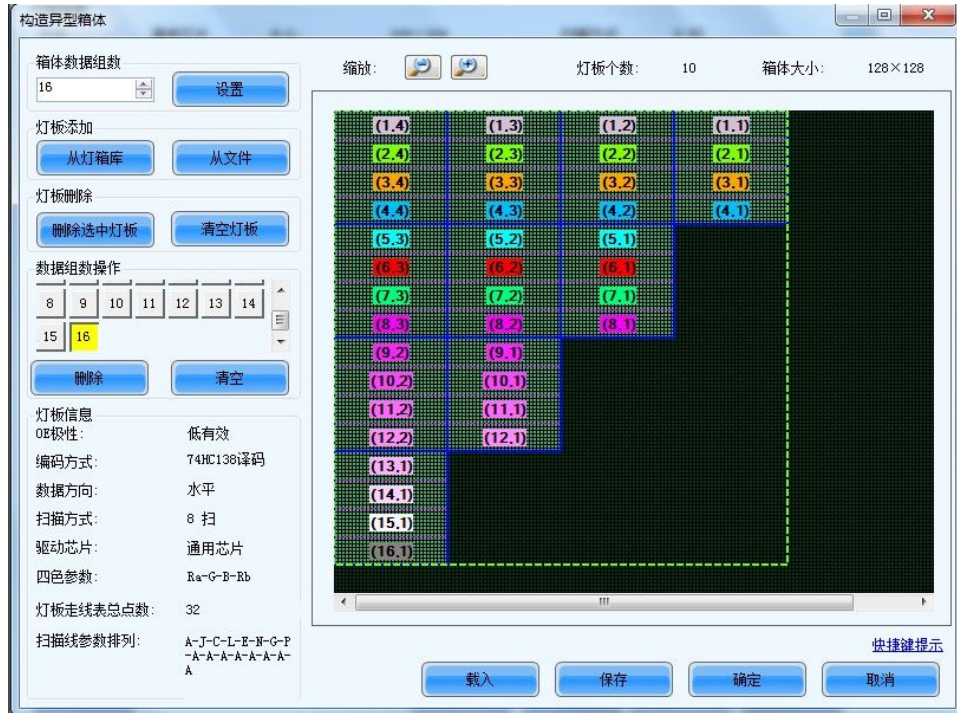 构造异型箱体
箱体数据组数
16
设置
缩放:
灯板个数: 10
箱体大小: 128×128
灯板添加
从灯箱库 从文件
灯板删除
删除选中灯板 清空灯板
数据组数操作
8 9 10 11 12 13 14
15 16
删除 清空
灯板信息
OE极性: 低有效
编码方式: 74HC138译码
数据方向: 水平
扫描方式: 8 扫
驱动芯片: 通用芯片
四色参数: Ra-G-B-Rb
灯板走线表总点数: 32
扫描线参数排列: A-J-C-L-E-N-G-P
-A-A-A-A-A-A-A-
A
(1,4) (1,3) (1,2) (1,1)
(2,4) (2,3) (2,2) (2,1)
(3,4) (3,3) (3,2) (3,1)
(4,4) (4,3) (4,2) (4,1)
(5,3) (5,2) (5,1)
(6,3) (6,2) (6,1)
(7,3) (7,2) (7,1)
(8,3) (8,2) (8,1)
(9,2) (9,1)
(10,2) (10,1)
(11,2) (11,1)
(12,2) (12,1)
(13,1)
(14,1)
(15,1)
(16,1)
快捷键提示
载入 保存 确定 取消